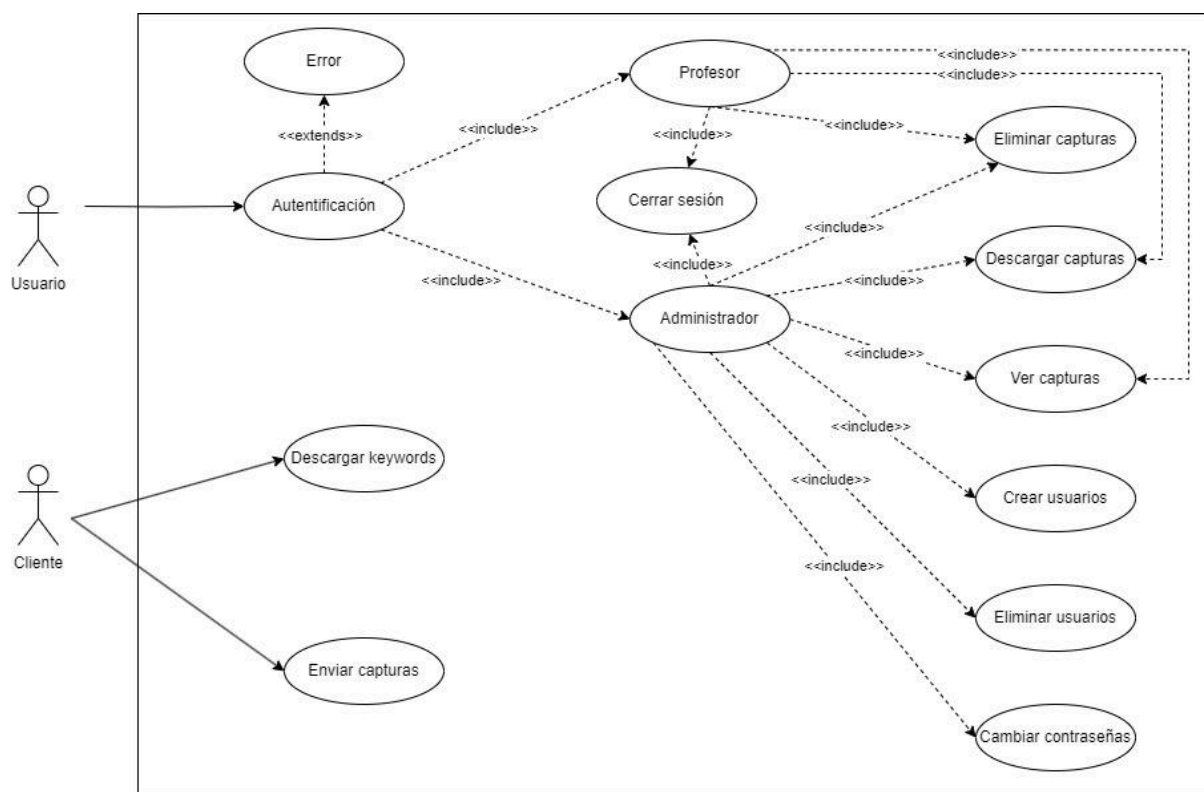 Error
Profesor
<<include>>
<<include>>
<<extends>>
<<include>>
<<include>>
<<include>>
Eliminar capturas
Autentificación
Cerrar sesión
Usuario
<<include>>
<<include>>
<<include>>
<<include>>
Descargar capturas
Administrador
<<include>>
Ver capturas
<<include>>
Descargar keywords
<<include>>
Crear usuarios
Cliente
<<include>>
Eliminar usuarios
Enviar capturas
Cambiar contraseñas